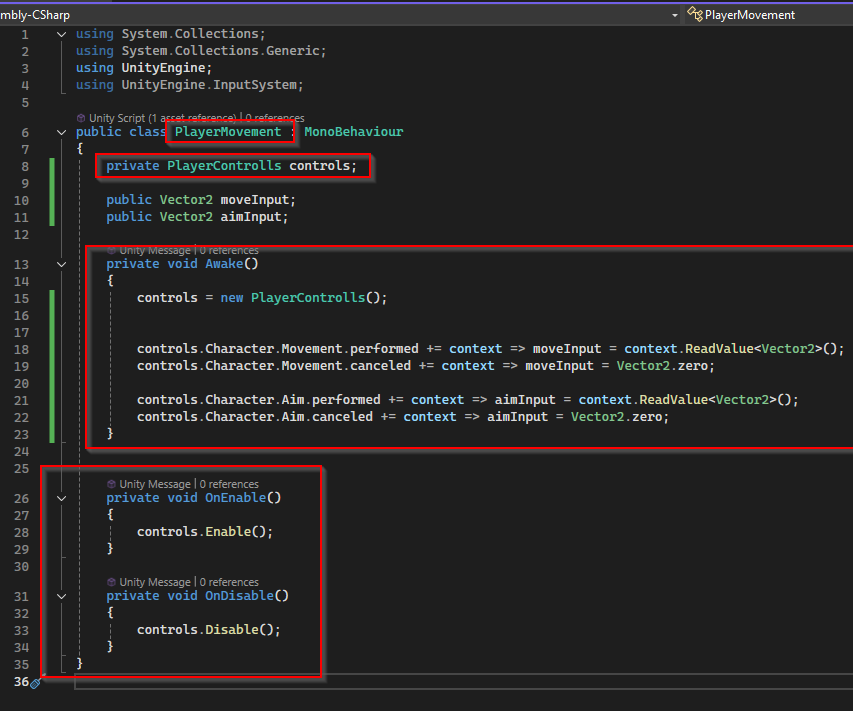 mbly-CSharp
PlayerMovement
1 using System.Collections;
2 using System.Collections.Generic;
3 using UnityEngine;
4 using UnityEngine.InputSystem;
5
Unity Script (1 asset reference) | 0 references
6 public class PlayerMovement : MonoBehaviour
7 {
8 private PlayerControlls controls;
9
10 public Vector2 moveInput;
11 public Vector2 aimInput;
12
Unity Message | 0 references
13 private void Awake()
14 {
15 controls = new PlayerControlls();
16
17
18 controls.Character.Movement.performed += context => moveInput = context.ReadValue<Vector2>();
19 controls.Character.Movement.canceled += context => moveInput = Vector2.zero;
20
21 controls.Character.Aim.performed += context => aimInput = context.ReadValue<Vector2>();
22 controls.Character.Aim.canceled += context => aimInput = Vector2.zero;
23 }
24
25
Unity Message | 0 references
26 private void OnEnable()
27 {
28 controls.Enable();
29 }
30
Unity Message | 0 references
31 private void OnDisable()
32 {
33 controls.Disable();
34 }
35 }
36